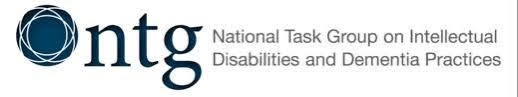 ntg
National Task Group on Intellectual
Disabilities and Dementia Practices